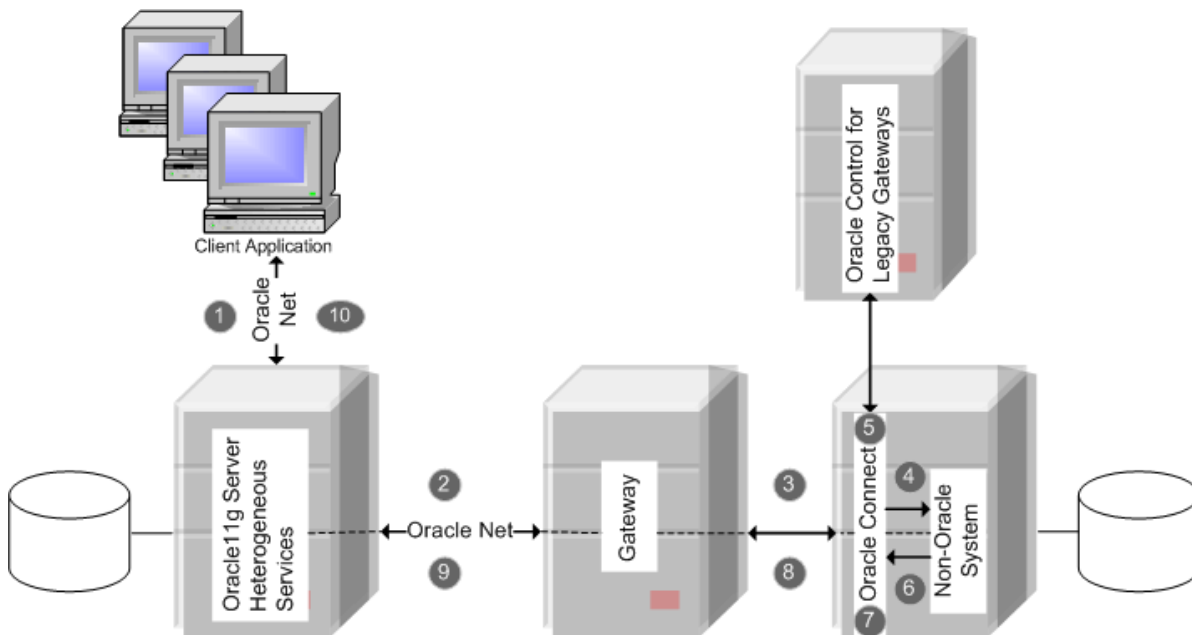 Client Application
1
Oracle
Net
10
Oracle Control for
Legacy Gateways
Oracle11g Server
Heterogeneous
Services
2
Oracle Net
9
Gateway
3
8
5
Oracle Connect
7
4
6
Non-Oracle
System